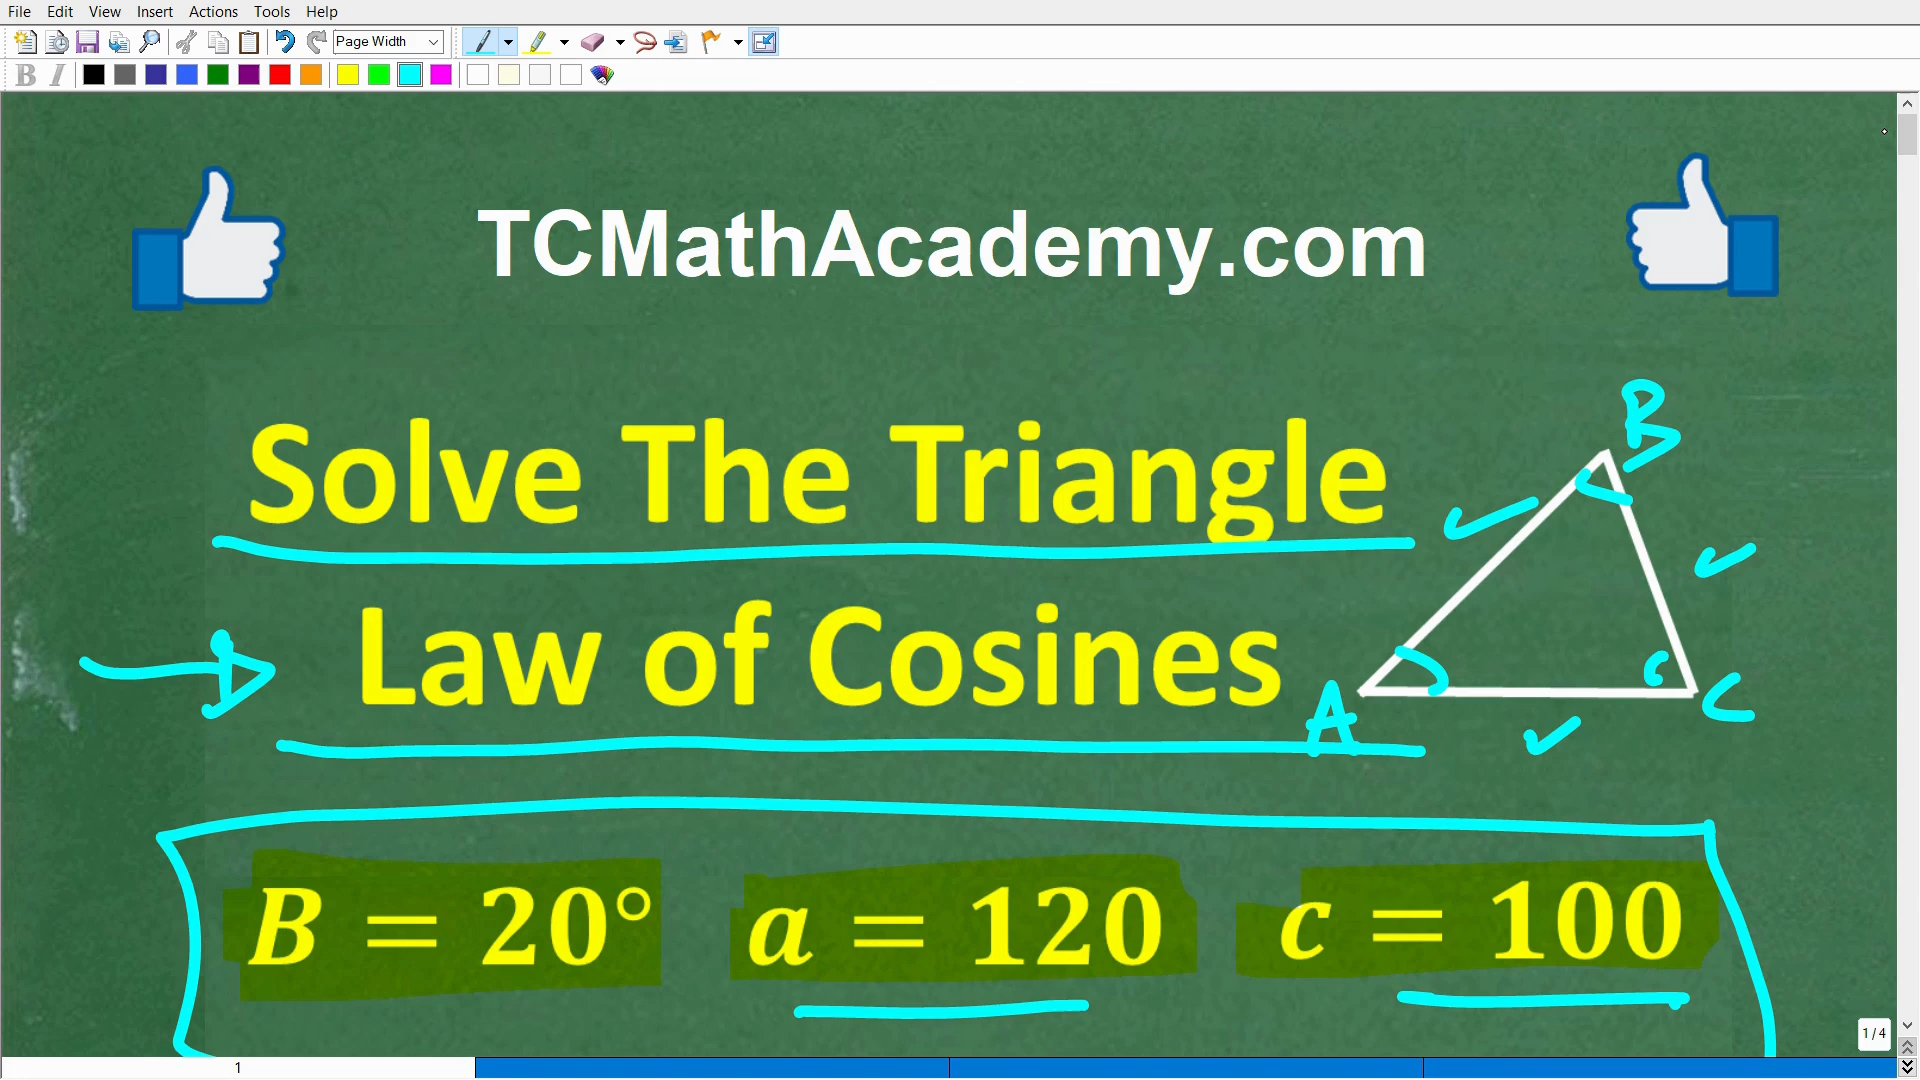 File Edit View Insert Actions Tools Help
Page Width
B I
TCMathAcademy.com
Solve The Triangle
B
Law of Cosines
A
C
B = 20° a = 120 c = 100
1 / 4
1